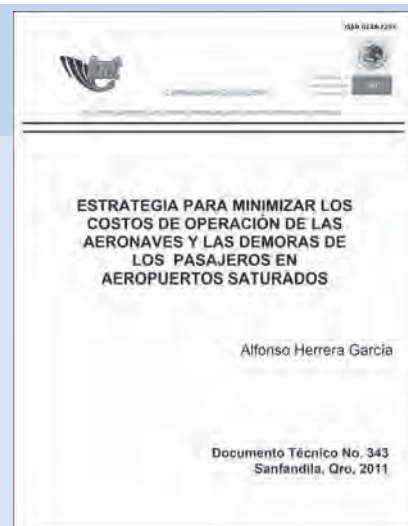 ESTRATEGIA PARA MINIMIZAR LOS
COSTOS DE OPERACIÓN DE LAS
AERONAVES Y LAS DEMORAS DE
LOS PASAJEROS EN
AEROPUERTOS SATURADOS
Alfonso Herrera García
Documento Técnico No. 343
Sanfandila, Qro, 2011